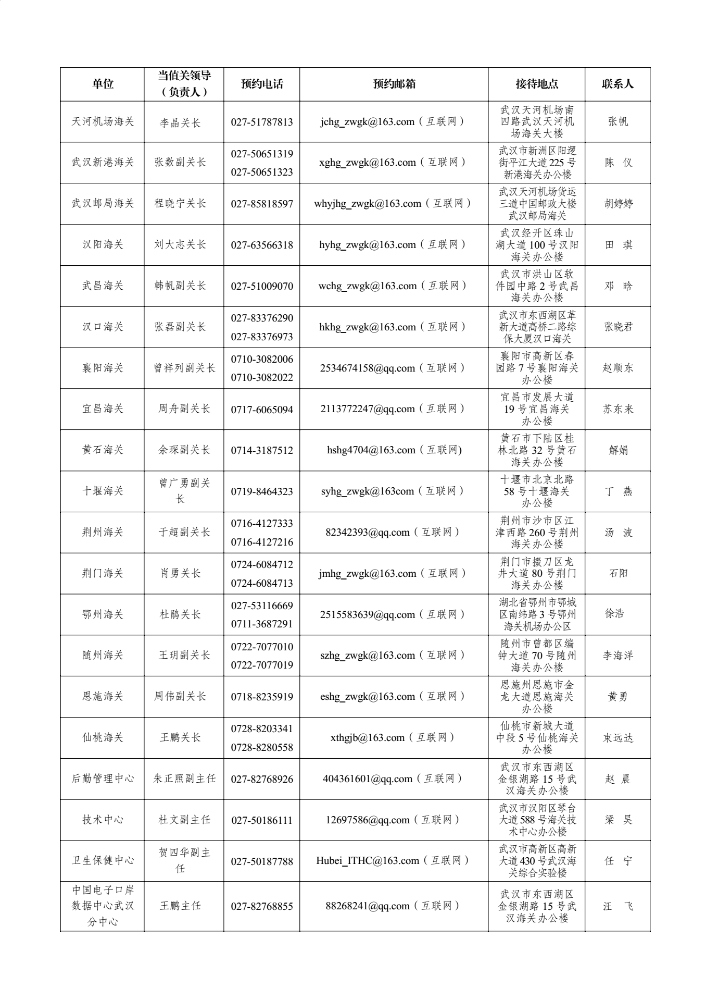 单位
当值关领导
（负责人）
预约电话
预约邮箱
接待地点
联系人
天河机场海关
李晶关长
027-51787813
jchg_zwgk@163.com（互联网）
武汉天河机场南
四路武汉天河机
场海关大楼
张帆
武汉新港海关
张数副关长
027-50651319
027-50651323
xghg_zwgk@163.com（互联网）
武汉市新洲区阳逻
街平江大道 225 号
新港海关办公楼
陈 仪
武汉邮局海关
程晓宁关长
027-85818597
whyjhg_zwgk@163.com（互联网）
武汉天河机场货运
三道中国邮政大楼
武汉邮局海关
胡婷婷
汉阳海关
刘大志关长
027-63566318
hyhg_zwgk@163.com（互联网）
武汉经开区珠山
湖大道 100 号汉阳
海关办公楼
田 琪
武昌海关
韩帆副关长
027-51009070
wchg_zwgk@163.com（互联网）
武汉市洪山区软
件园中路 2 号武昌
海关办公楼
邓 晗
汉口海关
张磊副关长
027-83376290
027-83376973
hkhg_zwgk@163.com（互联网）
武汉市东西湖区革
新大道高桥二路综
保大厦汉口海关
张晓君
襄阳海关
曾祥列副关长
0710-3082006
0710-3082022
2534674158@qq.com（互联网）
襄阳市高新区春
园路 7 号襄阳海关
办公楼
赵顺东
宜昌海关
周舟副关长
0717-6065094
2113772247@qq.com（互联网）
宜昌市发展大道
19 号宜昌海关
办公楼
苏东来
黄石海关
余琛副关长
0714-3187512
hshg4704@163.com（互联网)
黄石市下陆区桂
林北路 32 号黄石
海关办公楼
解娟
十堰海关
曾广勇副关
长
0719-8464323
syhg_zwgk@163com（互联网）
十堰市北京北路
58 号十堰海关
办公楼
丁 燕
荆州海关
于超副关长
0716-4127333
0716-4127216
82342393@qq.com（互联网）
荆州市沙市区江
津西路 260 号荆州
海关办公楼
汤 波
荆门海关
肖勇关长
0724-6084712
0724-6084713
jmhg_zwgk@163.com（互联网）
荆门市掇刀区龙
井大道 80 号荆门
海关办公楼
石阳
鄂州海关
杜鹃关长
027-53116669
0711-3687291
2515583639@qq.com（互联网）
湖北省鄂州市鄂城
区南纬路 3 号鄂州
海关机场办公区
徐浩
随州海关
王玥副关长
0722-7077010
0722-7077019
szhg_zwgk@163.com（互联网）
随州市曾都区编
钟大道 70 号随州
海关办公楼
李海洋
恩施海关
周伟副关长
0718-8235919
eshg_zwgk@163.com（互联网）
恩施州恩施市金
龙大道恩施海关
办公楼
黄勇
仙桃海关
王鹏关长
0728-8203341
0728-8280558
xthgjb@163.com（互联网）
仙桃市新城大道
中段 5 号仙桃海关
办公楼
束远达
后勤管理中心
朱正照副主任
027-82768926
404361601@qq.com（互联网）
武汉市东西湖区
金银湖路 15 号武
汉海关办公楼
赵 晨
技术中心
杜文副主任
027-50186111
12697586@qq.com（互联网）
武汉市汉阳区琴台
大道 588 号海关技
术中心办公楼
梁 昊
卫生保健中心
贺四华副主
任
027-50187788
Hubei_ITHC@163.com（互联网）
武汉市高新区高新
大道 430 号武汉海
关综合实验楼
任 宁
中国电子口岸
数据中心武汉
分中心
王鹏主任
027-82768855
88268241@qq.com（互联网）
武汉市东西湖区
金银湖路 15 号武
汉海关办公楼
汪 飞